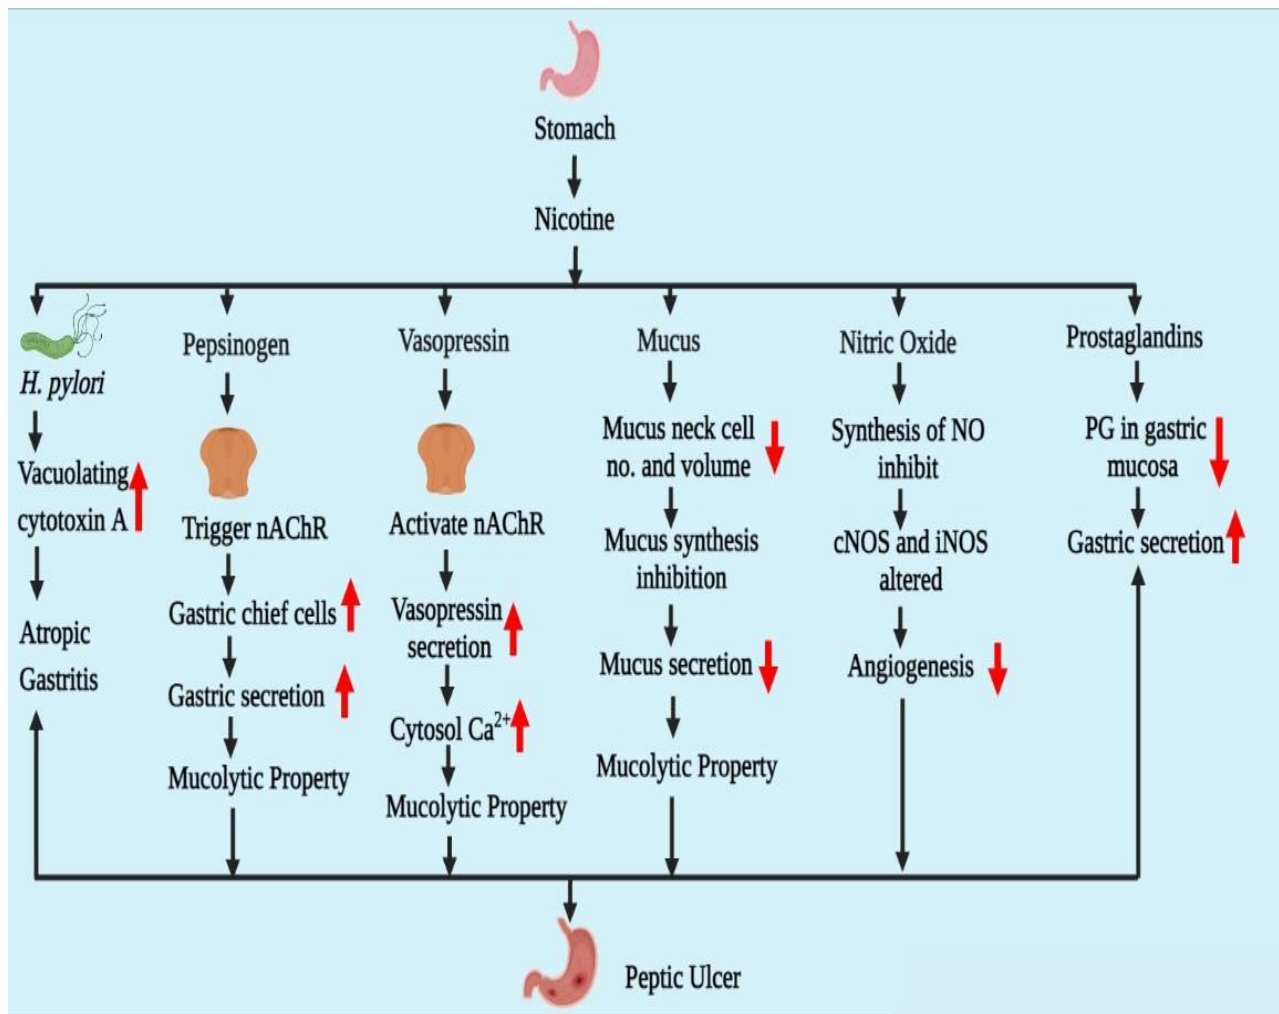 Stomach
Nicotine
H. pylori
Vacuolating
cytotoxin A
Atropic
Gastritis
Pepsinogen
Trigger nAChR
Gastric chief cells
Gastric secretion
Mucolytic Property
Vasopressin
Activate nAChR
Vasopressin
secretion
Cytosol Ca²⁺
Mucolytic Property
Mucus
Mucus neck cell
no. and volume
Mucus synthesis
inhibition
Mucus secretion
Mucolytic Property
Nitric Oxide
Synthesis of NO
inhibit
cNOS and iNOS
altered
Angiogenesis
Prostaglandins
PG in gastric
mucosa
Gastric secretion
Peptic Ulcer